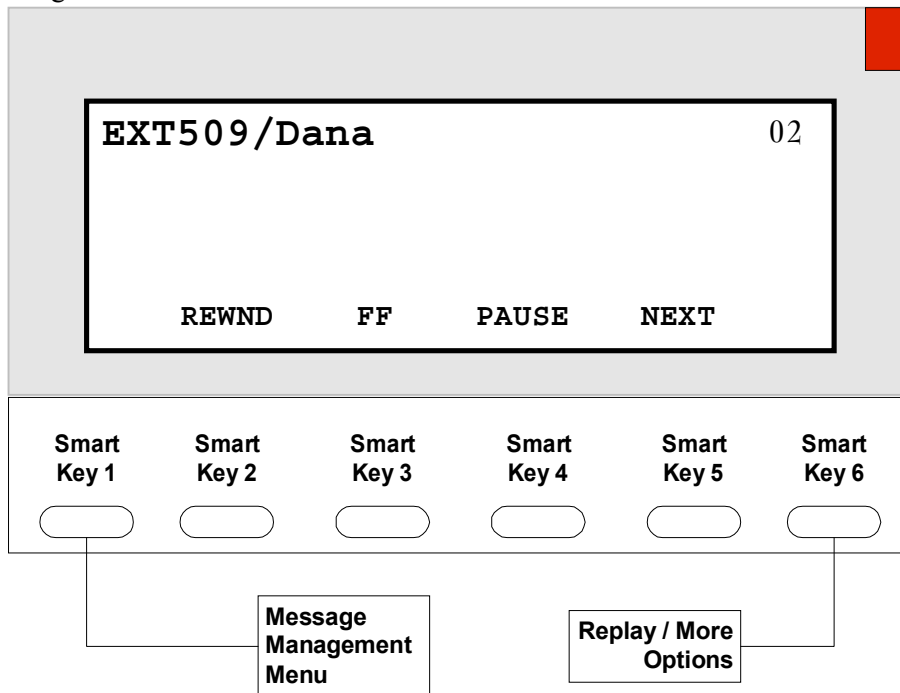 EXT509/Dana 02
REWND FF PAUSE NEXT
Smart Key 1
Smart Key 2
Smart Key 3
Smart Key 4
Smart Key 5
Smart Key 6
Message
Management
Menu
Replay / More
Options